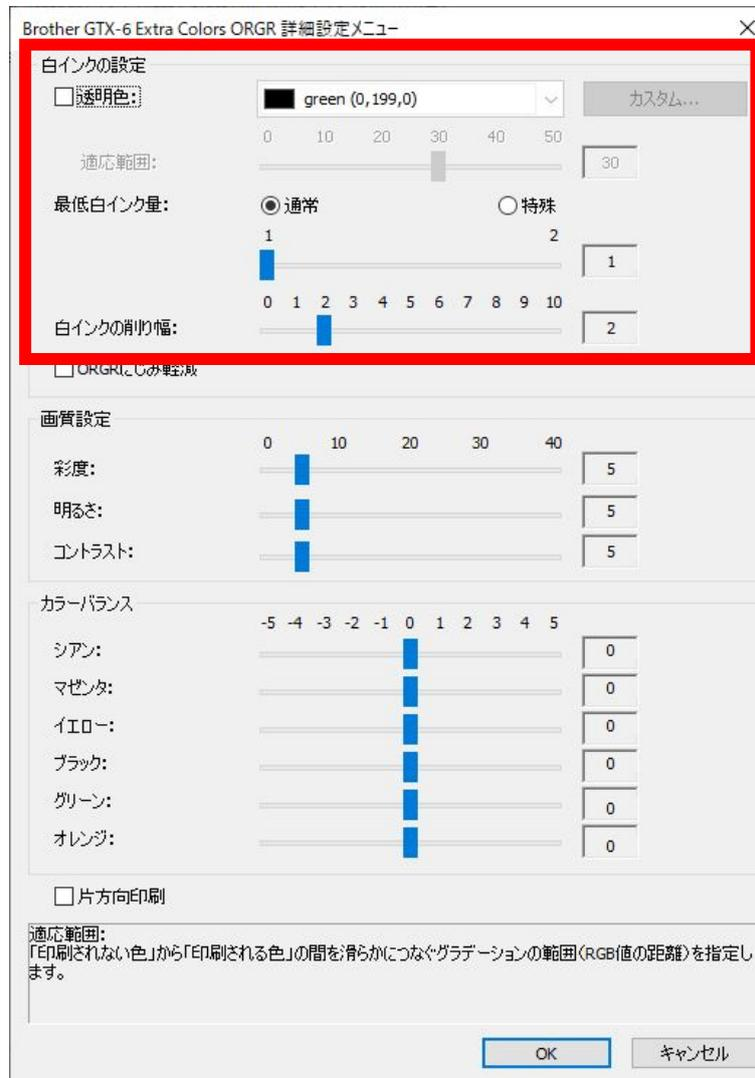 Brother GTX-6 Extra Colors ORGR 詳細設定メニュー
白インクの設定
透明色:
green (0,199,0)
カスタム...
0 10 20 30 40 50
適応範囲:
30
最低白インク量:
通常
特殊
1 2
1
0 1 2 3 4 5 6 7 8 9 10
白インクの削り幅:
2
ORGRにじみ軽減
画質設定
0 10 20 30 40
彩度:
5
明るさ:
5
コントラスト:
5
カラーバランス
-5 -4 -3 -2 -1 0 1 2 3 4 5
シアン:
0
マゼンタ:
0
イエロー:
0
ブラック:
0
グリーン:
0
オレンジ:
0
片方向印刷
適応範囲:
「印刷されない色」から「印刷される色」の間を滑らかにつなぐグラデーションの範囲(RGB値の距離)を指定し
ます。
OK
キャンセル